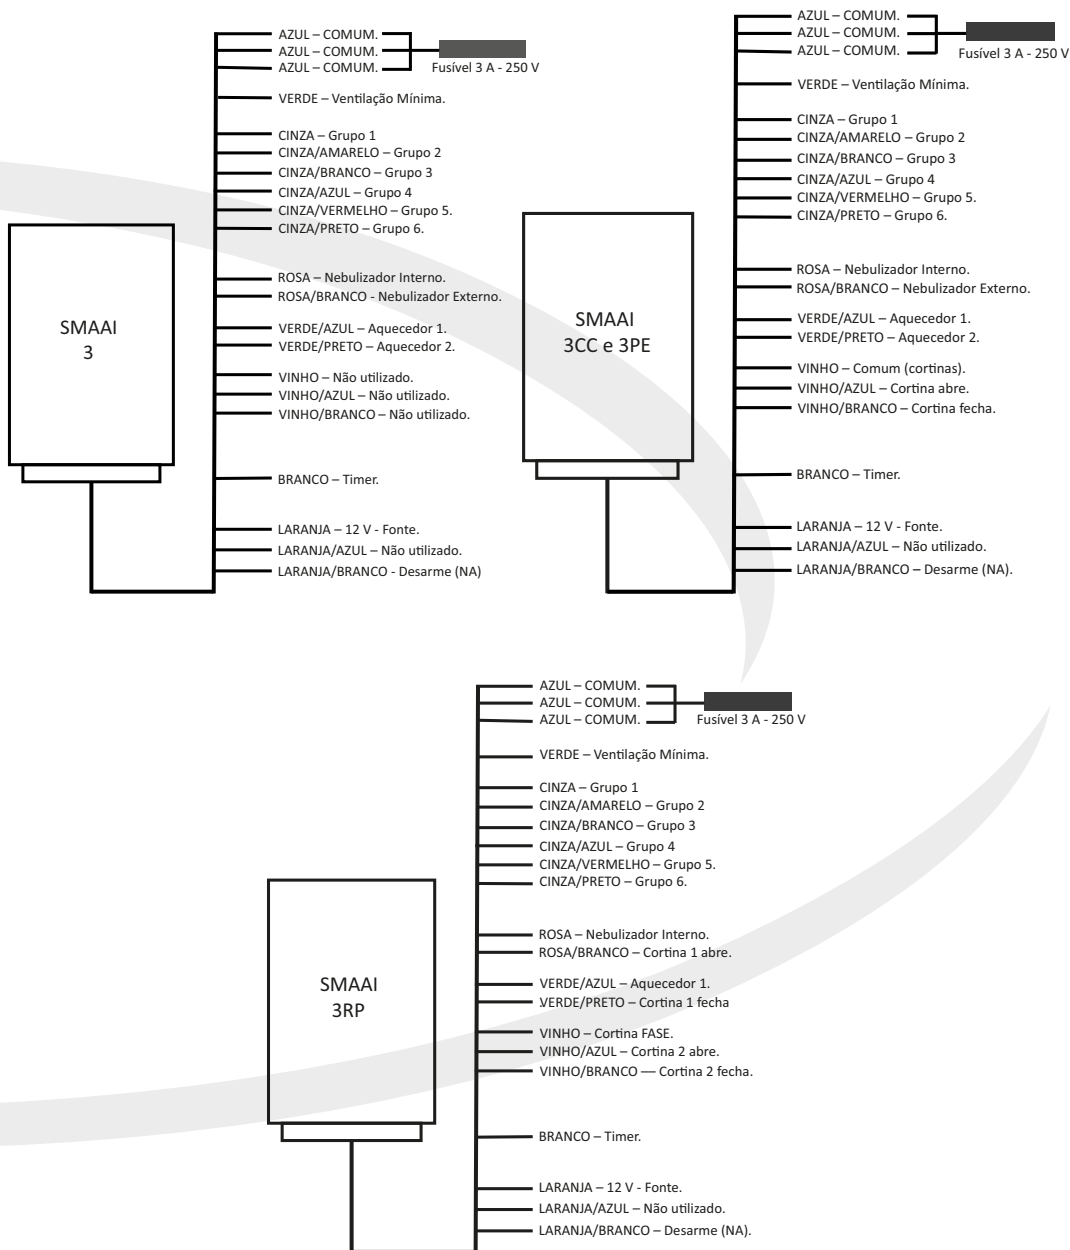 AZUL – COMUM.
AZUL – COMUM.
AZUL – COMUM.
Fusível 3 A - 250 V
VERDE – Ventilação Mínima.
CINZA – Grupo 1
CINZA/AMARELO – Grupo 2
CINZA/BRANCO – Grupo 3
CINZA/AZUL – Grupo 4
CINZA/VERMELHO – Grupo 5.
CINZA/PRETO – Grupo 6.
ROSA – Nebulizador Interno.
ROSA/BRANCO - Nebulizador Externo.
VERDE/AZUL – Aquecedor 1.
VERDE/PRETO – Aquecedor 2.
VINHO – Não utilizado.
VINHO/AZUL – Não utilizado.
VINHO/BRANCO – Não utilizado.
BRANCO – Timer.
LARANJA – 12 V - Fonte.
LARANJA/AZUL – Não utilizado.
LARANJA/BRANCO - Desarme (NA)
SMAAI
3
AZUL – COMUM.
AZUL – COMUM.
AZUL – COMUM.
Fusível 3 A - 250 V
VERDE – Ventilação Mínima.
CINZA – Grupo 1
CINZA/AMARELO – Grupo 2
CINZA/BRANCO – Grupo 3
CINZA/AZUL – Grupo 4
CINZA/VERMELHO – Grupo 5.
CINZA/PRETO – Grupo 6.
ROSA – Nebulizador Interno.
ROSA/BRANCO – Nebulizador Externo.
VERDE/AZUL – Aquecedor 1.
VERDE/PRETO – Aquecedor 2.
VINHO – Comum (cortinas).
VINHO/AZUL – Cortina abre.
VINHO/BRANCO – Cortina fecha.
BRANCO – Timer.
LARANJA – 12 V - Fonte.
LARANJA/AZUL – Não utilizado.
LARANJA/BRANCO – Desarme (NA).
SMAAI
3CC e 3PE
AZUL – COMUM.
AZUL – COMUM.
AZUL – COMUM.
Fusível 3 A - 250 V
VERDE – Ventilação Mínima.
CINZA – Grupo 1
CINZA/AMARELO – Grupo 2
CINZA/BRANCO – Grupo 3
CINZA/AZUL – Grupo 4
CINZA/VERMELHO – Grupo 5.
CINZA/PRETO – Grupo 6.
ROSA – Nebulizador Interno.
ROSA/BRANCO – Cortina 1 abre.
VERDE/AZUL – Aquecedor 1.
.VERDE/PRETO – Cortina 1 fecha
VINHO – Cortina FASE.
VINHO/AZUL – Cortina 2 abre.
VINHO/BRANCO — Cortina 2 fecha.
BRANCO – Timer.
LARANJA – 12 V - Fonte.
LARANJA/AZUL – Não utilizado.
LARANJA/BRANCO – Desarme (NA).
SMAAI
3RP